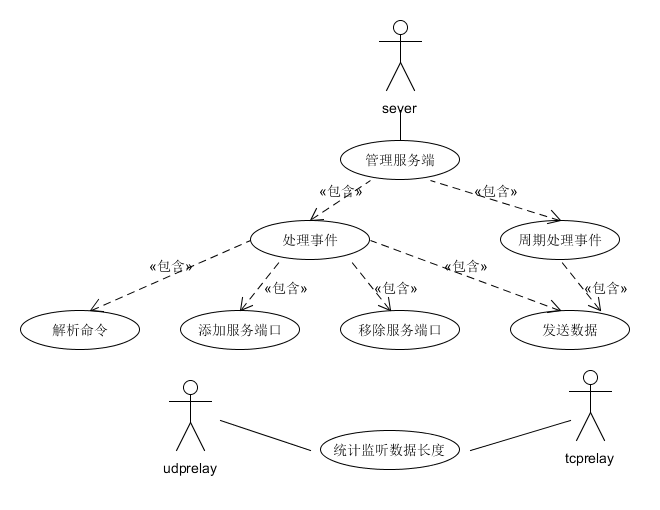 sever
管理服务端
«包含»
«包含»
处理事件
周期处理事件
«包含»
«包含»
«包含»
«包含»
«包含»
解析命令
添加服务端口
移除服务端口
发送数据
统计监听数据长度
udprelay
tcprelay